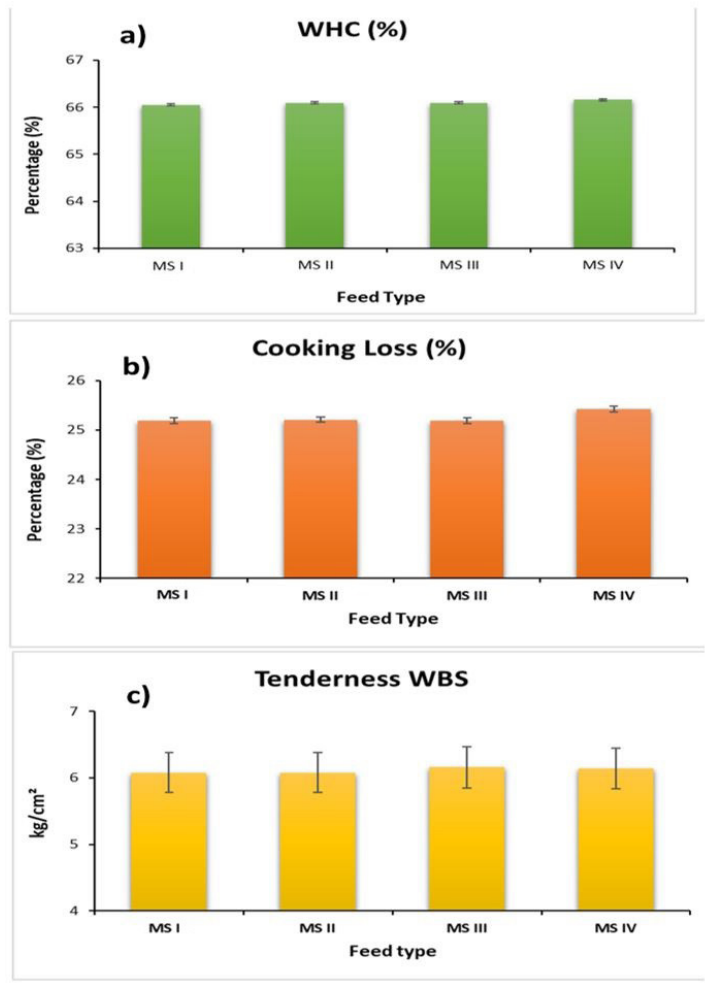 a)
WHC (%)
67
66
65
64
63
Percentage (%)
MS I MS II MS III MS IV
Feed Type
b)
Cooking Loss (%)
26
25
24
23
22
Percentage (%)
MS I MS II MS III MS IV
Feed Type
c)
Tenderness WBS
7
6
5
4
kg/cm²
MS I MS II MS III MS IV
Feed type